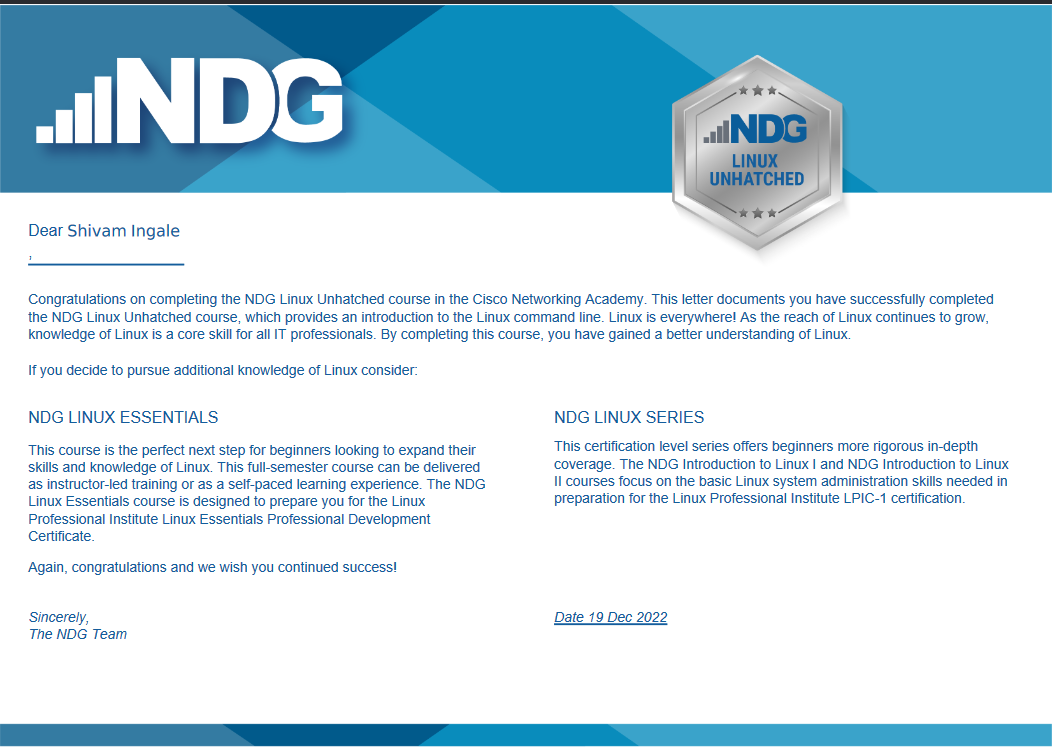 NDG
NDG
LINUX
UNHATCHED
Dear Shivam Ingale
,
Congratulations on completing the NDG Linux Unhatched course in the Cisco Networking Academy. This letter documents you have successfully completed
the NDG Linux Unhatched course, which provides an introduction to the Linux command line. Linux is everywhere! As the reach of Linux continues to grow,
knowledge of Linux is a core skill for all IT professionals. By completing this course, you have gained a better understanding of Linux.
If you decide to pursue additional knowledge of Linux consider:
NDG LINUX ESSENTIALS
This course is the perfect next step for beginners looking to expand their
skills and knowledge of Linux. This full-semester course can be delivered
as instructor-led training or as a self-paced learning experience. The NDG
Linux Essentials course is designed to prepare you for the Linux
Professional Institute Linux Essentials Professional Development
Certificate.
Again, congratulations and we wish you continued success!
Sincerely,
The NDG Team
NDG LINUX SERIES
This certification level series offers beginners more rigorous in-depth
coverage. The NDG Introduction to Linux I and NDG Introduction to Linux
II courses focus on the basic Linux system administration skills needed in
preparation for the Linux Professional Institute LPIC-1 certification.
Date 19 Dec 2022